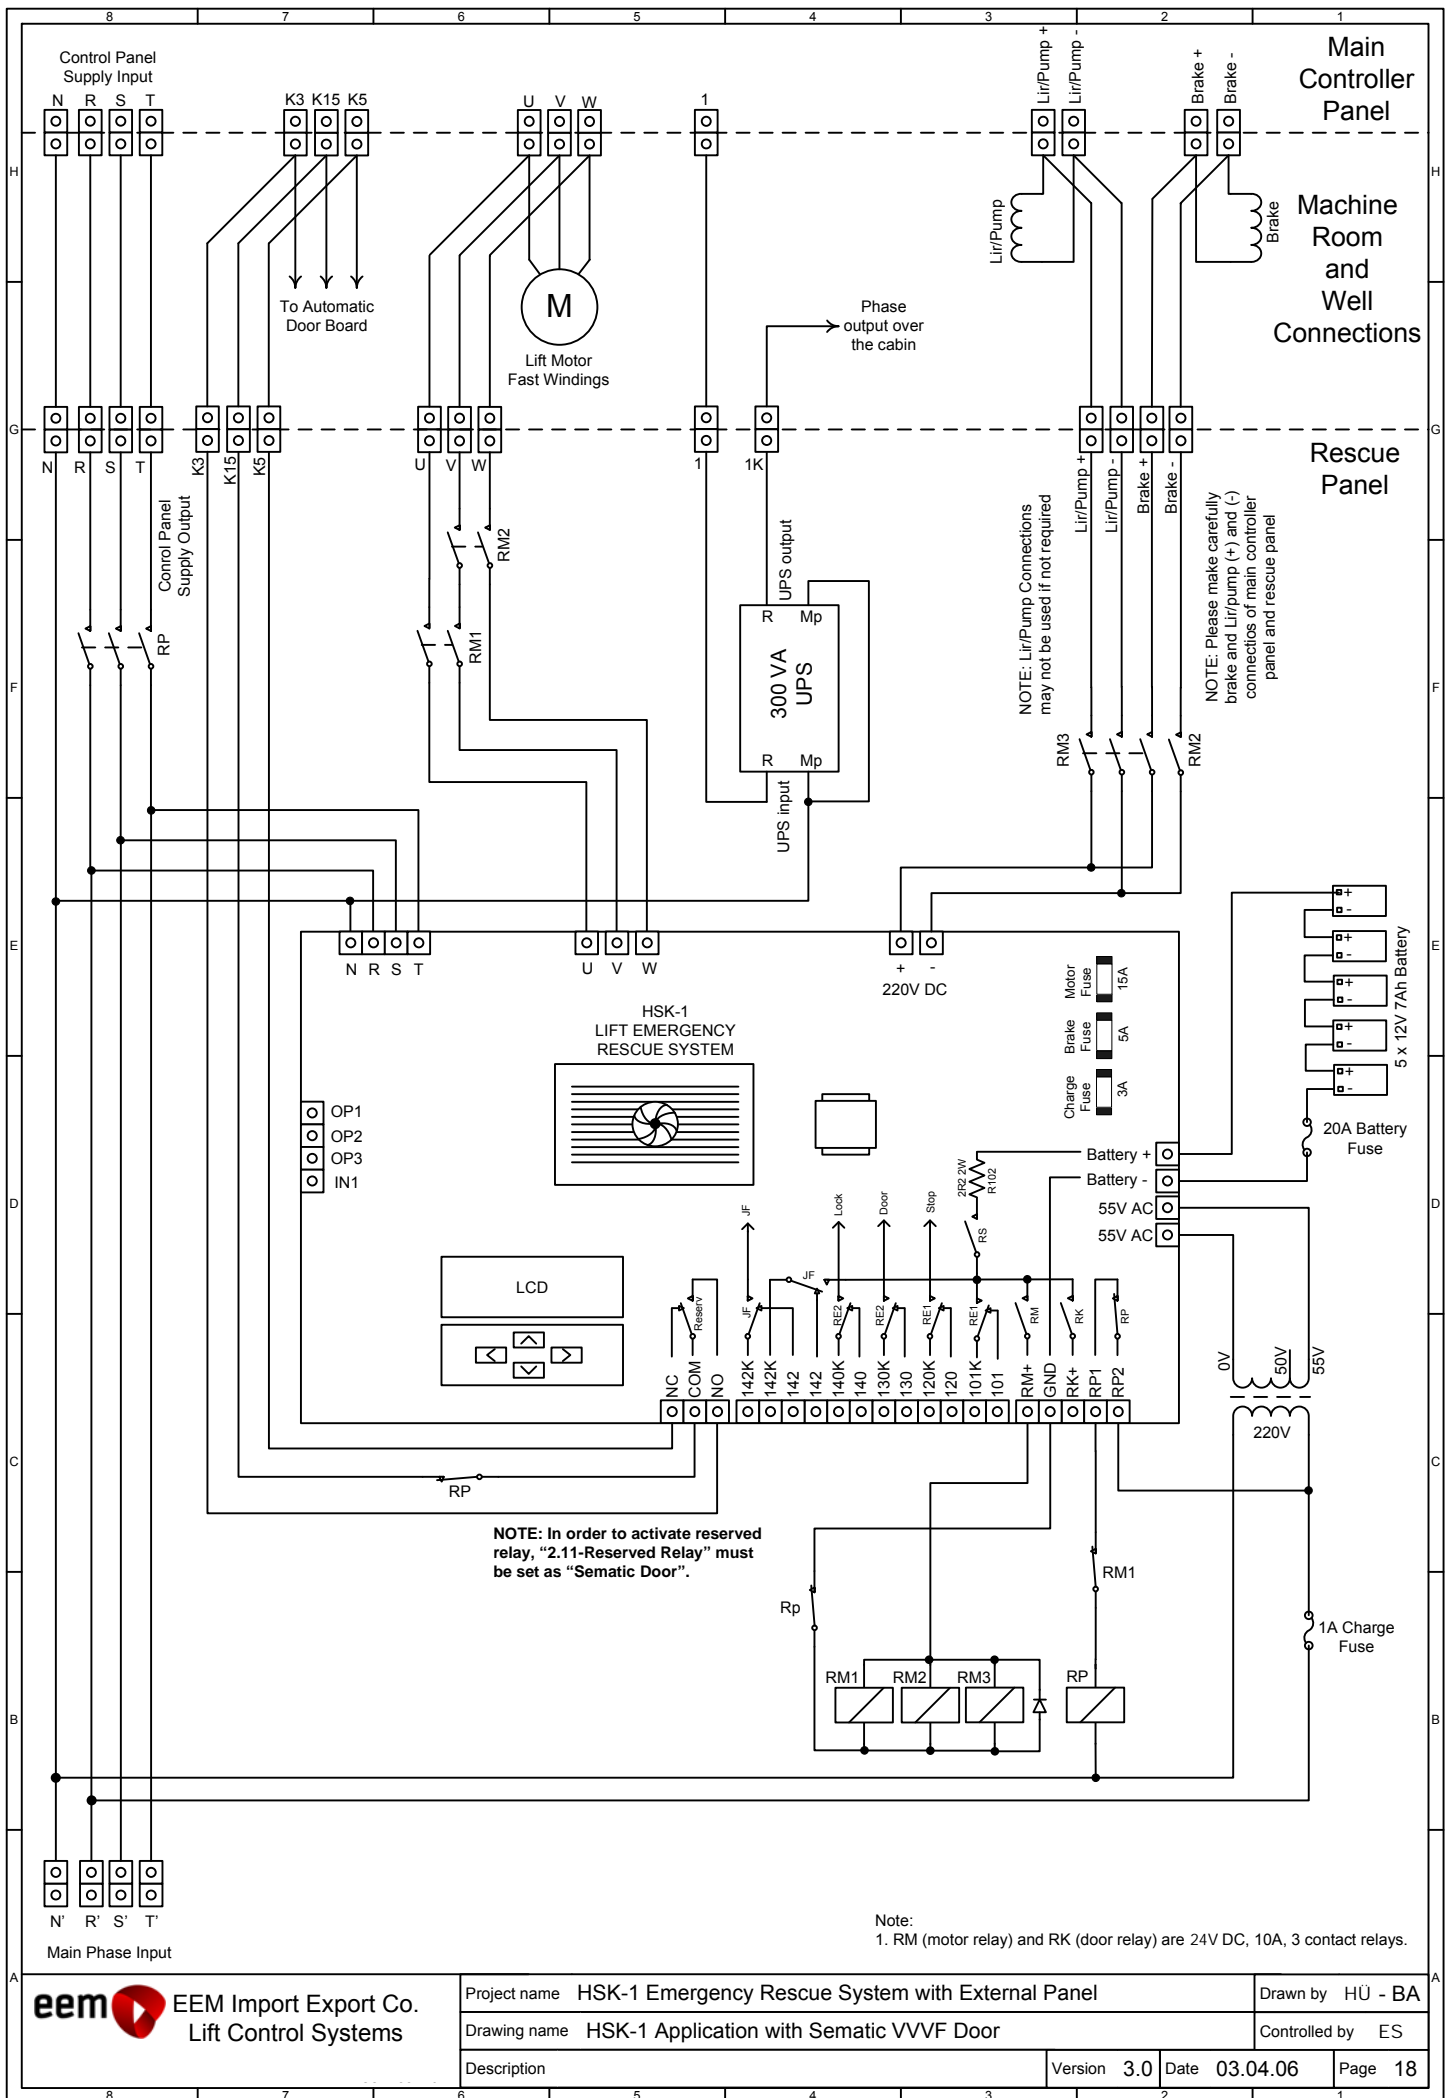 8 7 6 5 4 3 2 1
Control Panel
Supply Input
N R S T
K3 K15 K5
U V W
1
Lir/Pump +
Lir/Pump -
Brake +
Brake -
Main
Controller
Panel
H H
Lir/Pump
Brake
Machine
Room
and
Well
Connections
To Automatic
Door Board
M
Lift Motor
Fast Windings
Phase
output over
the cabin
G G
N R S T
K3 K15 K5
U V W
1 1K
Lir/Pump +
Lir/Pump -
Brake +
Brake -
Rescue
Panel
Conrol Panel
Supply Output
RP
RM2
RM1
UPS output
R Mp
300 VA
UPS
R Mp
UPS input
NOTE: Lir/Pump Connections
may not be used if not required
NOTE: Please make carefully
brake and Lir/pump (+) and (-)
connectios of main controller
panel and rescue panel
RM3
RM2
F F
E E
N R S T
U V W
+ -
220V DC
HSK-1
LIFT EMERGENCY
RESCUE SYSTEM
Motor
Fuse
15A
Brake
Fuse
5A
Charge
Fuse
3A
+
-
+
-
+
-
+
-
+
-
5 x 12V 7Ah Battery
20A Battery
Fuse
OP1
OP2
OP3
IN1
D D
Battery +
Battery -
55V AC
55V AC
2R2 2W
R102
RS
JF
Lock
Door
Stop
LCD
Reserv
JF
JF
RE2
RE2
RE1
RE1
RM
RK
RP
NC COM NO 142K 142K 142 142 140K 140 130K 130 120K 120 101K 101 RM+ GND RK+ RP1 RP2
0V 50V 55V
220V
C C
RP
NOTE: In order to activate reserved
relay, “2.11-Reserved Relay” must
be set as “Sematic Door”.
RM1
Rp
1A Charge
Fuse
RM1 RM2 RM3 RP
B B
N' R' S' T'
Main Phase Input
Note:
1. RM (motor relay) and RK (door relay) are 24V DC, 10A, 3 contact relays.
A A
eem
EEM Import Export Co.
Lift Control Systems
Project name HSK-1 Emergency Rescue System with External Panel
Drawn by HÜ - BA
Drawing name HSK-1 Application with Sematic VVVF Door
Controlled by ES
Description
Version 3.0 Date 03.04.06 Page 18
8 7 6 5 4 3 2 1